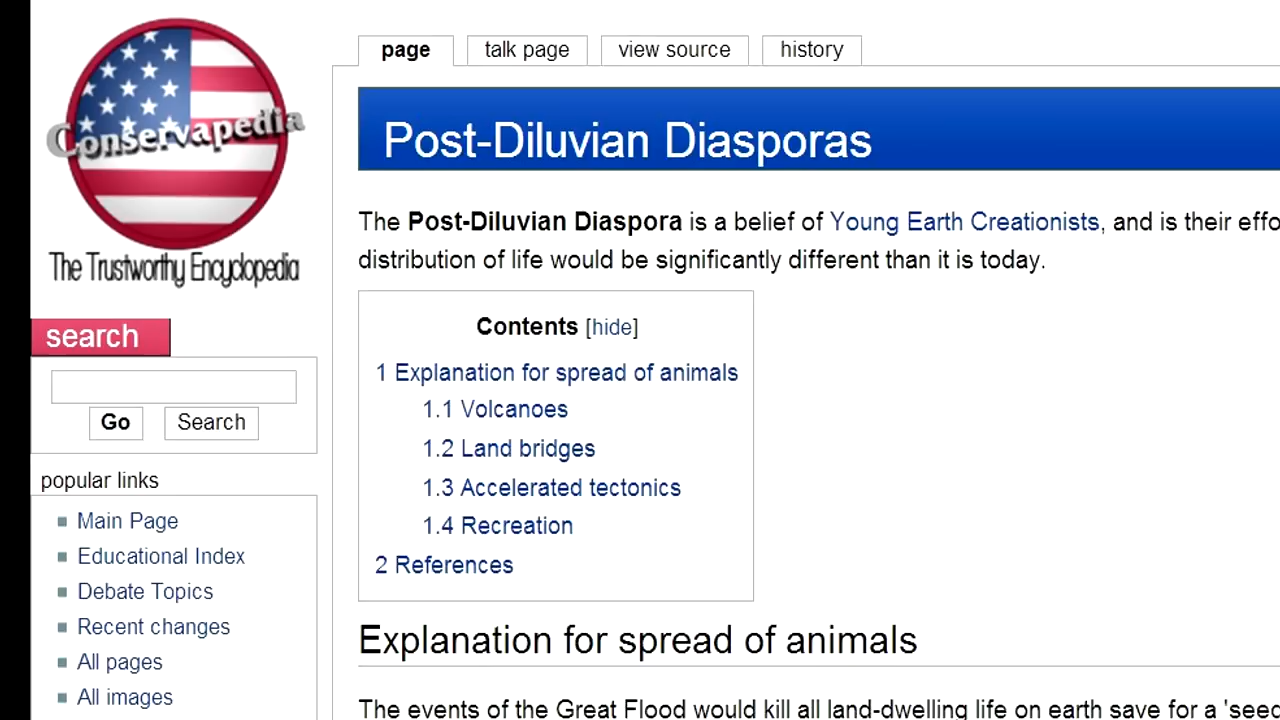 Conservapedia
The Trustworthy Encyclopedia
search
Go Search
popular links
Main Page
Educational Index
Debate Topics
Recent changes
All pages
All images
page talk page view source history
Post-Diluvian Diasporas
The Post-Diluvian Diaspora is a belief of Young Earth Creationists, and is their
distribution of life would be significantly different than it is today.
Contents [hide]
1 Explanation for spread of animals
1.1 Volcanoes
1.2 Land bridges
1.3 Accelerated tectonics
1.4 Recreation
2 References
Explanation for spread of animals
The events of the Great Flood would kill all land-dwelling life on earth save for a